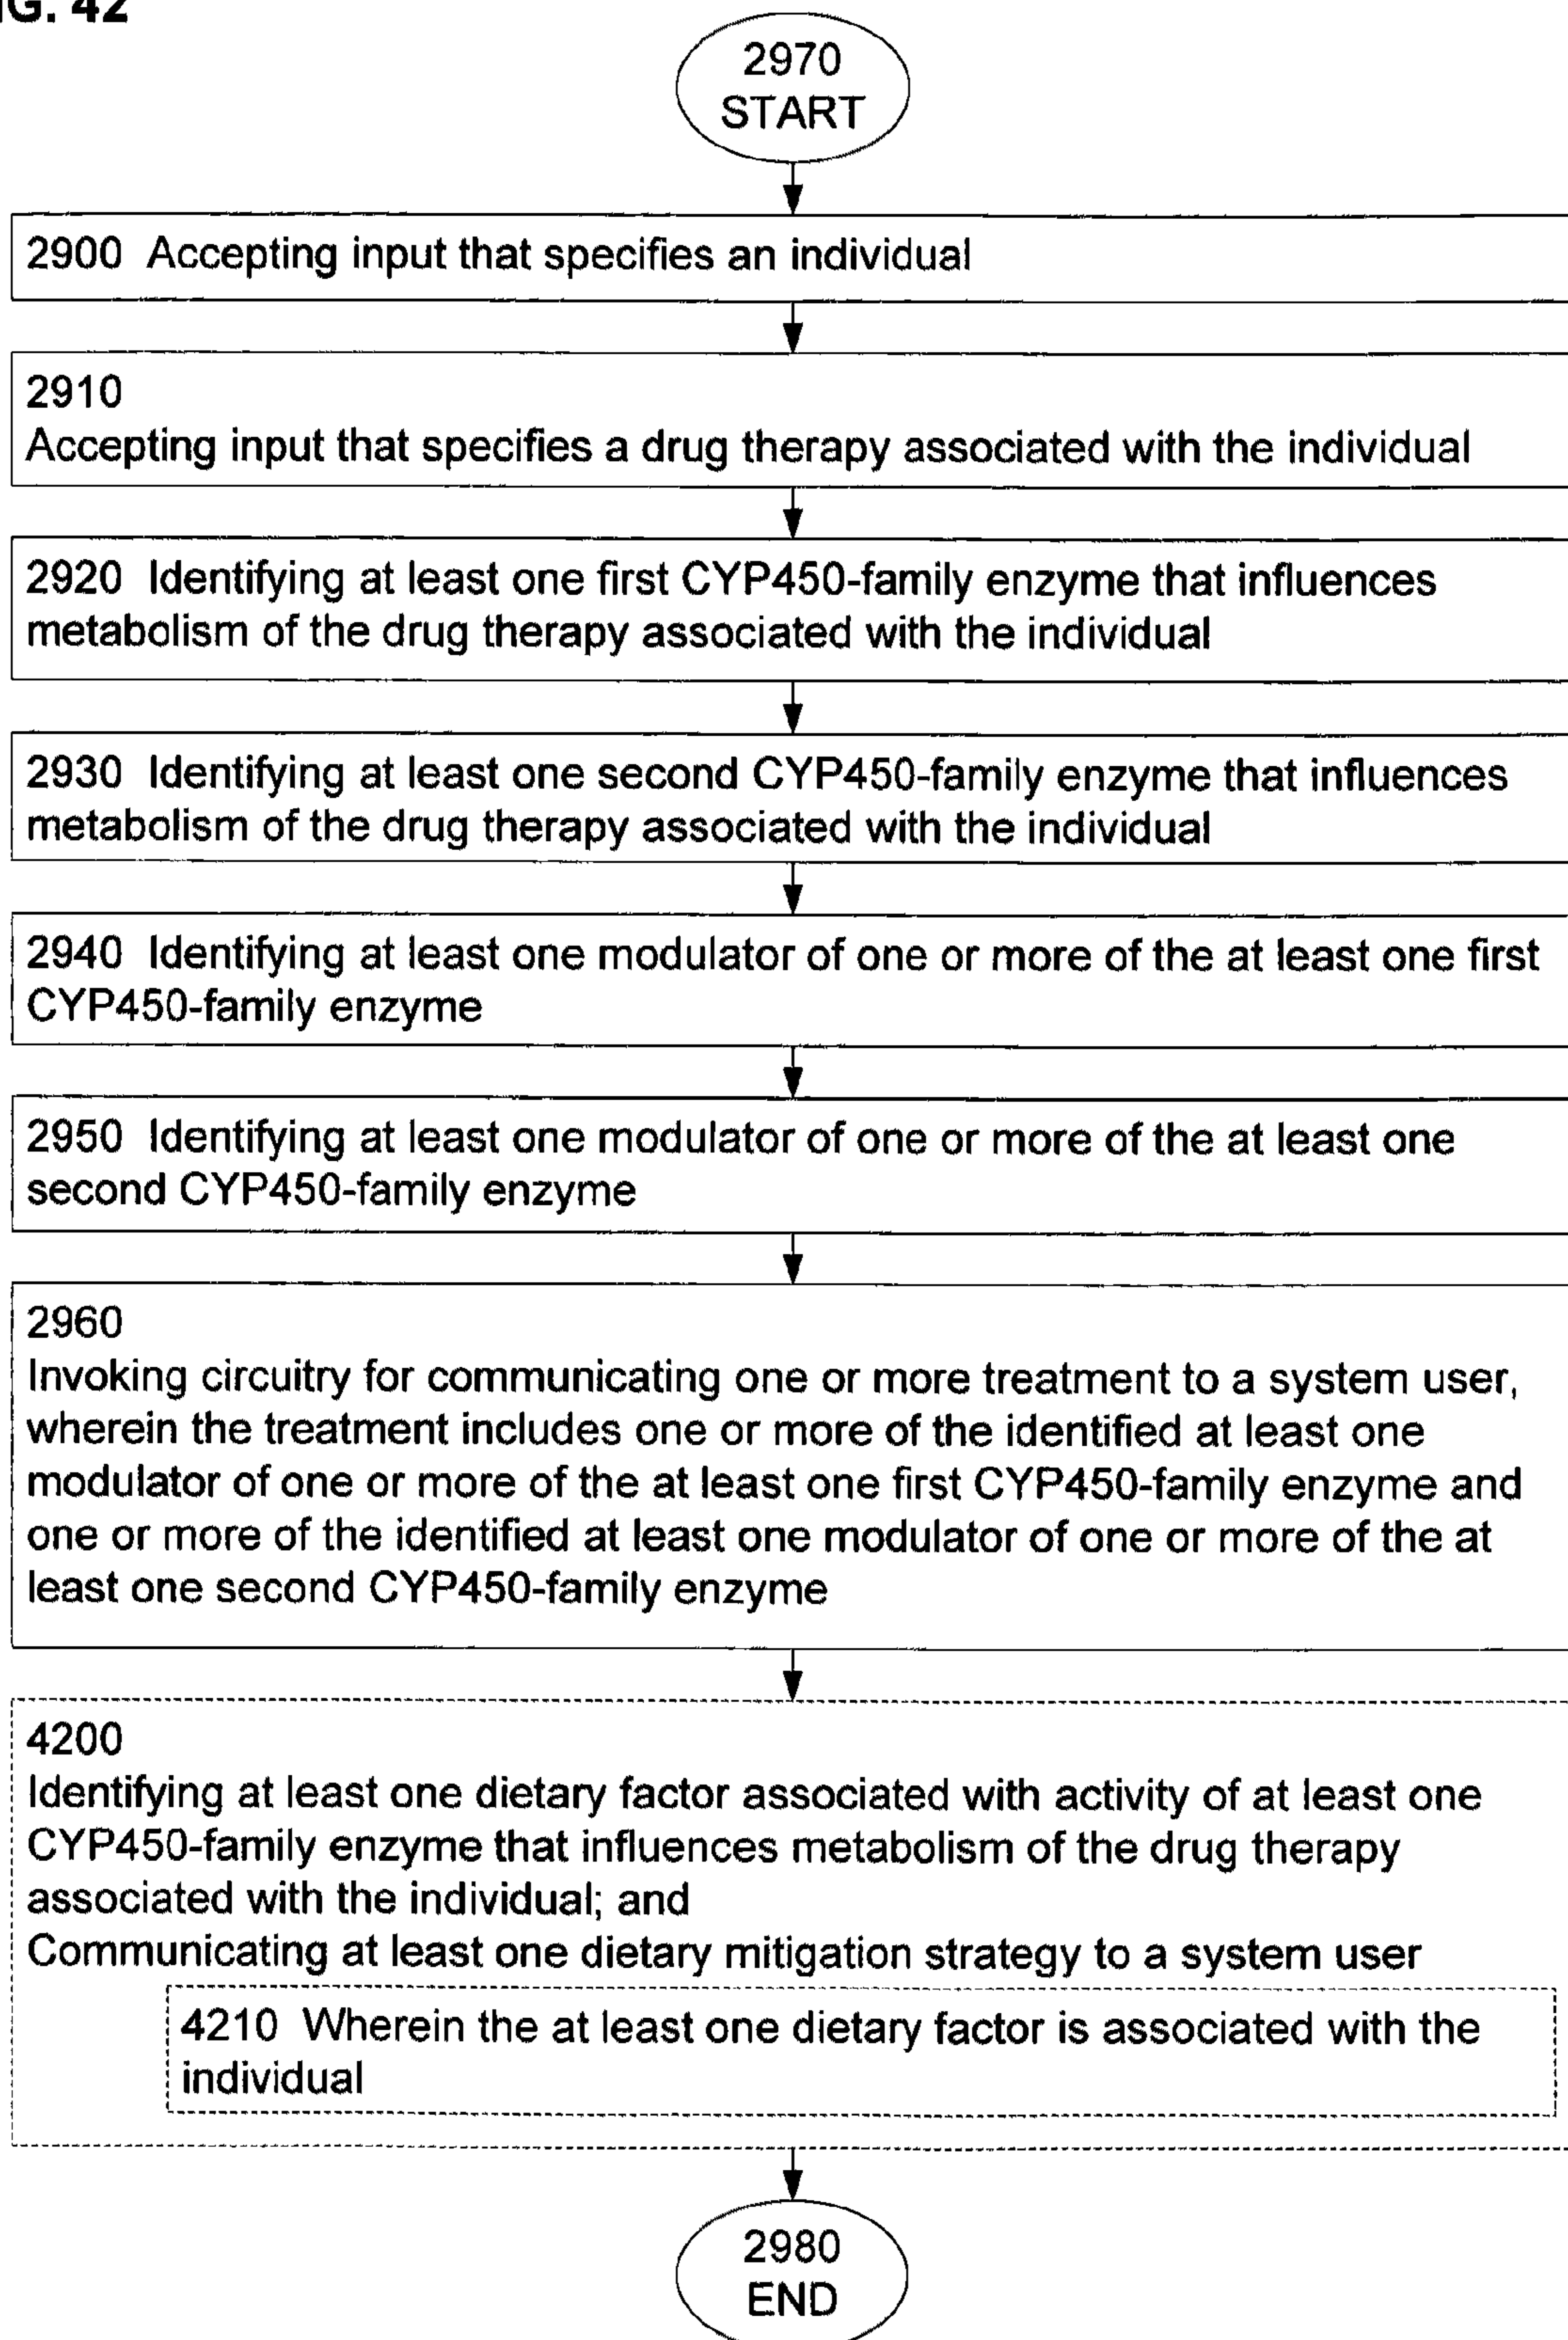 IG. 42
2970
START
2900 Accepting input that specifies an individual
2910
Accepting input that specifies a drug therapy associated with the individual
2920 Identifying at least one first CYP450-family enzyme that influences
metabolism of the drug therapy associated with the individual
2930 Identifying at least one second CYP450-family enzyme that influences
metabolism of the drug therapy associated with the individual
2940 Identifying at least one modulator of one or more of the at least one first
CYP450-family enzyme
2950 Identifying at least one modulator of one or more of the at least one
second CYP450-family enzyme
2960
Invoking circuitry for communicating one or more treatment to a system user,
wherein the treatment includes one or more of the identified at least one
modulator of one or more of the at least one first CYP450-family enzyme and
one or more of the identified at least one modulator of one or more of the at
least one second CYP450-family enzyme
4200
Identifying at least one dietary factor associated with activity of at least one
CYP450-family enzyme that influences metabolism of the drug therapy
associated with the individual; and
Communicating at least one dietary mitigation strategy to a system user
4210 Wherein the at least one dietary factor is associated with the
individual
2980
END